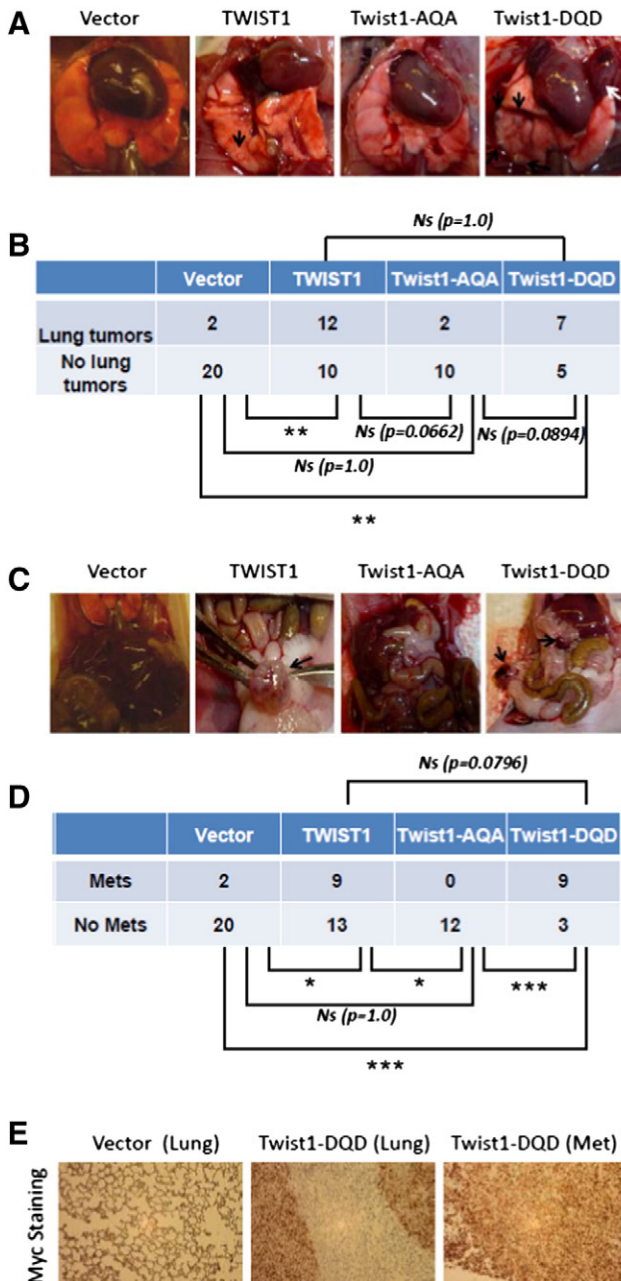 A
Vector TWIST1 Twist1-AQA Twist1-DQD
B
Ns (p=1.0)
Vector TWIST1 Twist1-AQA Twist1-DQD
Lung tumors 2 12 2 7
No lung tumors 20 10 10 5
** Ns (p=0.0662) Ns (p=0.0894)
Ns (p=1.0)
**
C
Vector TWIST1 Twist1-AQA Twist1-DQD
Ns (p=0.0796)
D
Vector TWIST1 Twist1-AQA Twist1-DQD
Mets 2 9 0 9
No Mets 20 13 12 3
* * ***
Ns (p=1.0)
***
E
Vector (Lung) Twist1-DQD (Lung) Twist1-DQD (Met)
Myc Staining